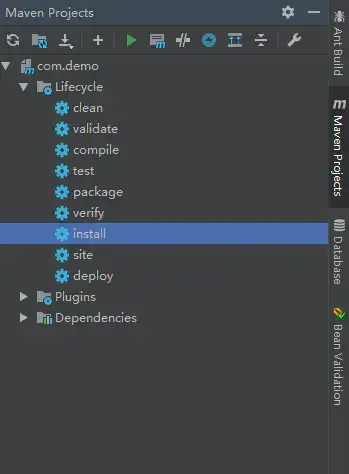 Maven Projects
com.demo
Lifecycle
clean
validate
compile
test
package
verify
install
site
deploy
Plugins
Dependencies
Ant Build
m Maven Projects
Database
Bean Validation